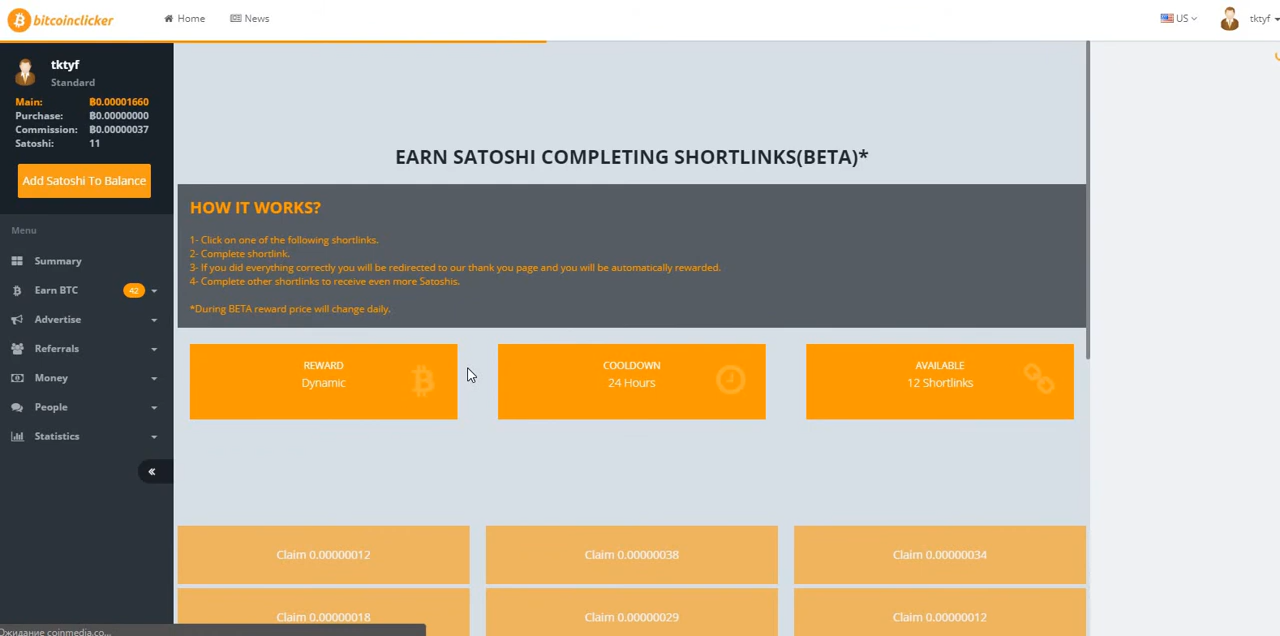 bitcoinclicker
Home
News
US
tktyf
tktyf
Standard
Main: ฿0.00001660
Purchase: ฿0.00000000
Commission: ฿0.00000037
Satoshi: 11
Add Satoshi To Balance
Menu
Summary
Earn BTC 42
Advertise
Referrals
Money
People
Statistics
EARN SATOSHI COMPLETING SHORTLINKS(BETA)*
HOW IT WORKS?
1- Click on one of the following shortlinks.
2- Complete shortlink.
3- If you did everything correctly you will be redirected to our thank you page and you will be automatically rewarded.
4- Complete other shortlinks to receive even more Satoshis.
*During BETA reward price will change daily.
REWARD
Dynamic
COOLDOWN
24 Hours
AVAILABLE
12 Shortlinks
Claim 0.00000012
Claim 0.00000038
Claim 0.00000034
Claim 0.00000018
Claim 0.00000029
Claim 0.00000012
Ожидание coinmedia.co...